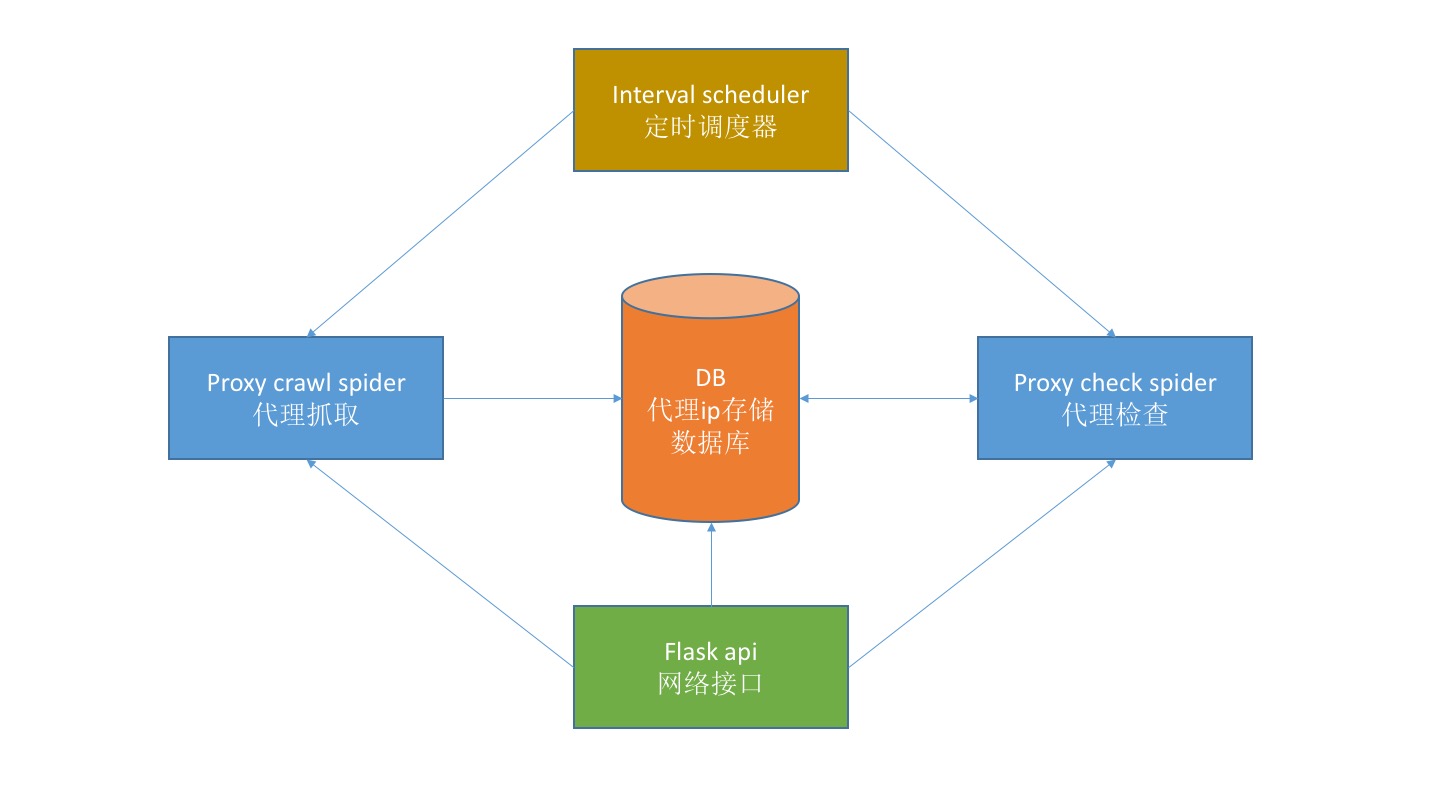 Interval scheduler
定时调度器
Proxy crawl spider
代理抓取
DB
代理ip存储
数据库
Proxy check spider
代理检查
Flask api
网络接口